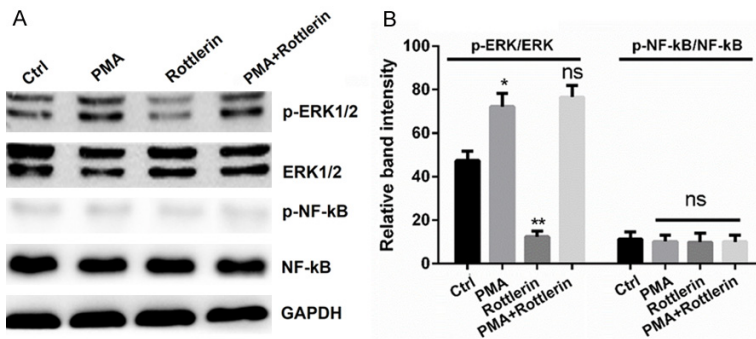 A
Ctrl
PMA
Rottlerin
PMA+Rottlerin
p-ERK1/2
ERK1/2
p-NF-kB
NF-kB
GAPDH
B
p-ERK/ERK
p-NF-kB/NF-kB
Relative band intensity
100
80
60
40
20
0
*
**
ns
ns
Ctrl
PMA
Rottlerin
PMA+Rottlerin
Ctrl
PMA
Rottlerin
PMA+Rottlerin